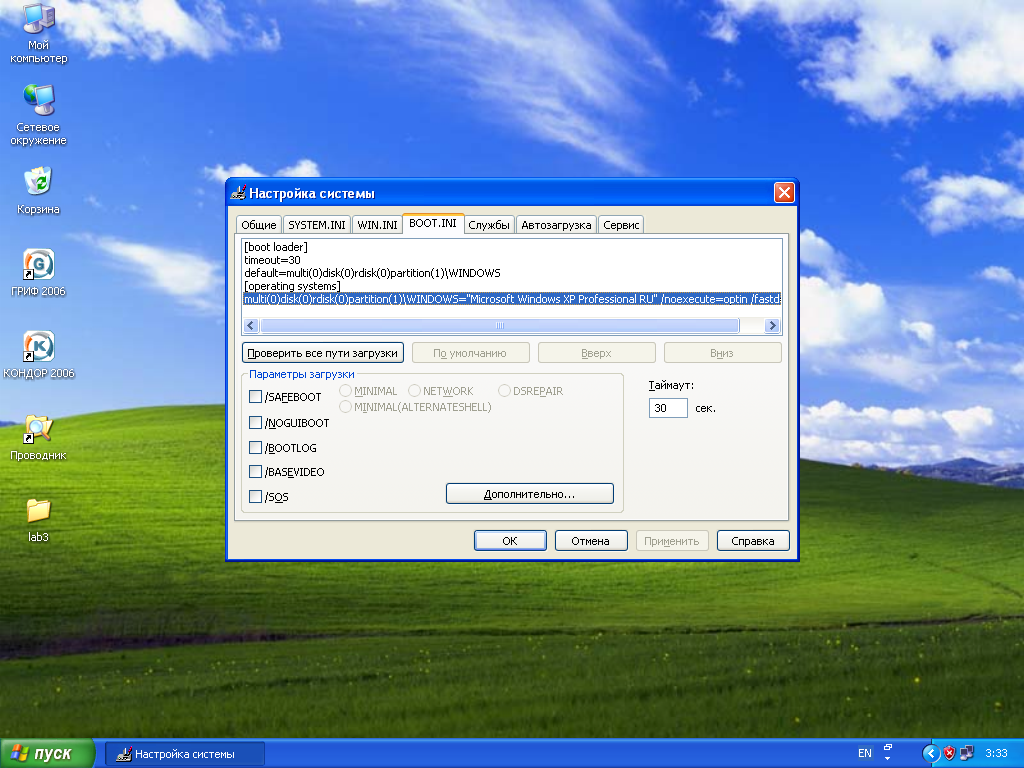 Мой
компьютер
Сетевое
окружение
Корзина
ГРИФ 2006
КОНДОР 2006
Проводник
lab3
Настройка системы
Общие SYSTEM.INI WIN.INI BOOT.INI Службы Автозагрузка Сервис
[boot loader]
timeout=30
default=multi(0)disk(0)rdisk(0)partition(1)\WINDOWS
[operating systems]
multi(0)disk(0)rdisk(0)partition(1)\WINDOWS="Microsoft Windows XP Professional RU" /noexecute=optin /fastd
Проверить все пути загрузки По умолчанию Вверх Вниз
Параметры загрузки
/SAFEBOOT MINIMAL NETWORK DSREPAIR
MINIMAL(ALTERNATESHELL)
/NOGUIBOOT
/BOOTLOG
/BASEVIDEO
/SOS
Дополнительно...
Таймаут:
30 сек.
ОК Отмена Применить Справка
пуск Настройка системы EN 3:33